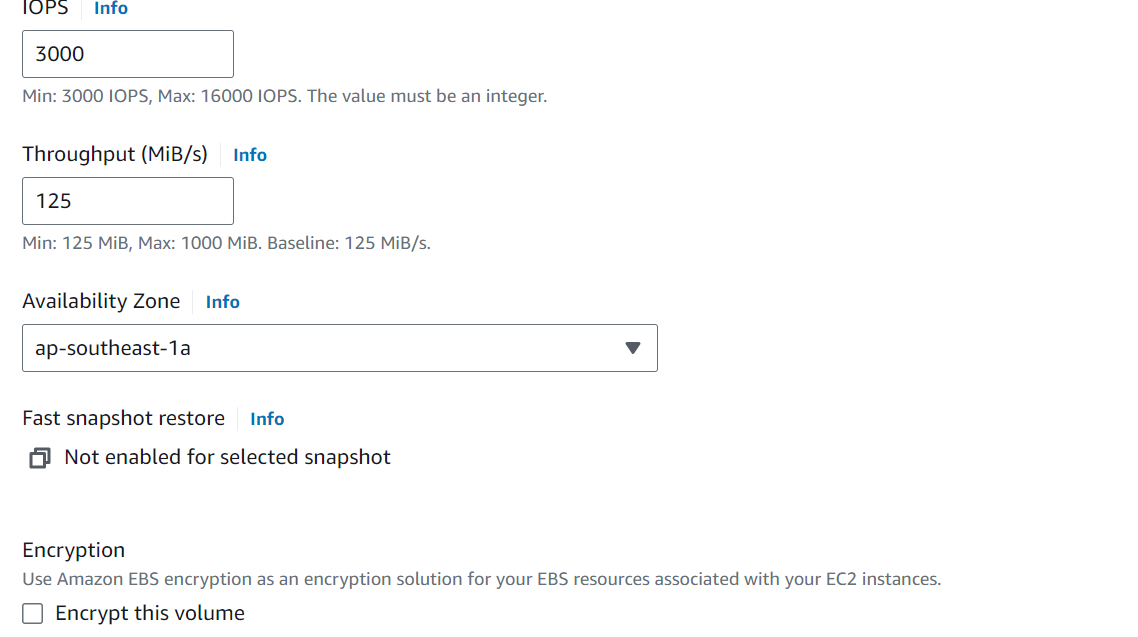 IOPS Info
3000
Min: 3000 IOPS, Max: 16000 IOPS. The value must be an integer.
Throughput (MiB/s) Info
125
Min: 125 MiB, Max: 1000 MiB. Baseline: 125 MiB/s.
Availability Zone Info
ap-southeast-1a
Fast snapshot restore Info
Not enabled for selected snapshot
Encryption
Use Amazon EBS encryption as an encryption solution for your EBS resources associated with your EC2 instances.
Encrypt this volume